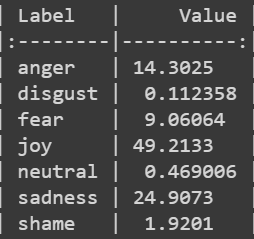 | Label   |     Value |
|:--------|----------:|
| anger   | 14.3025   |
| disgust |  0.112358 |
| fear    |  9.06064  |
| joy     | 49.2133   |
| neutral |  0.469006 |
| sadness | 24.9073   |
| shame   |  1.9201   |